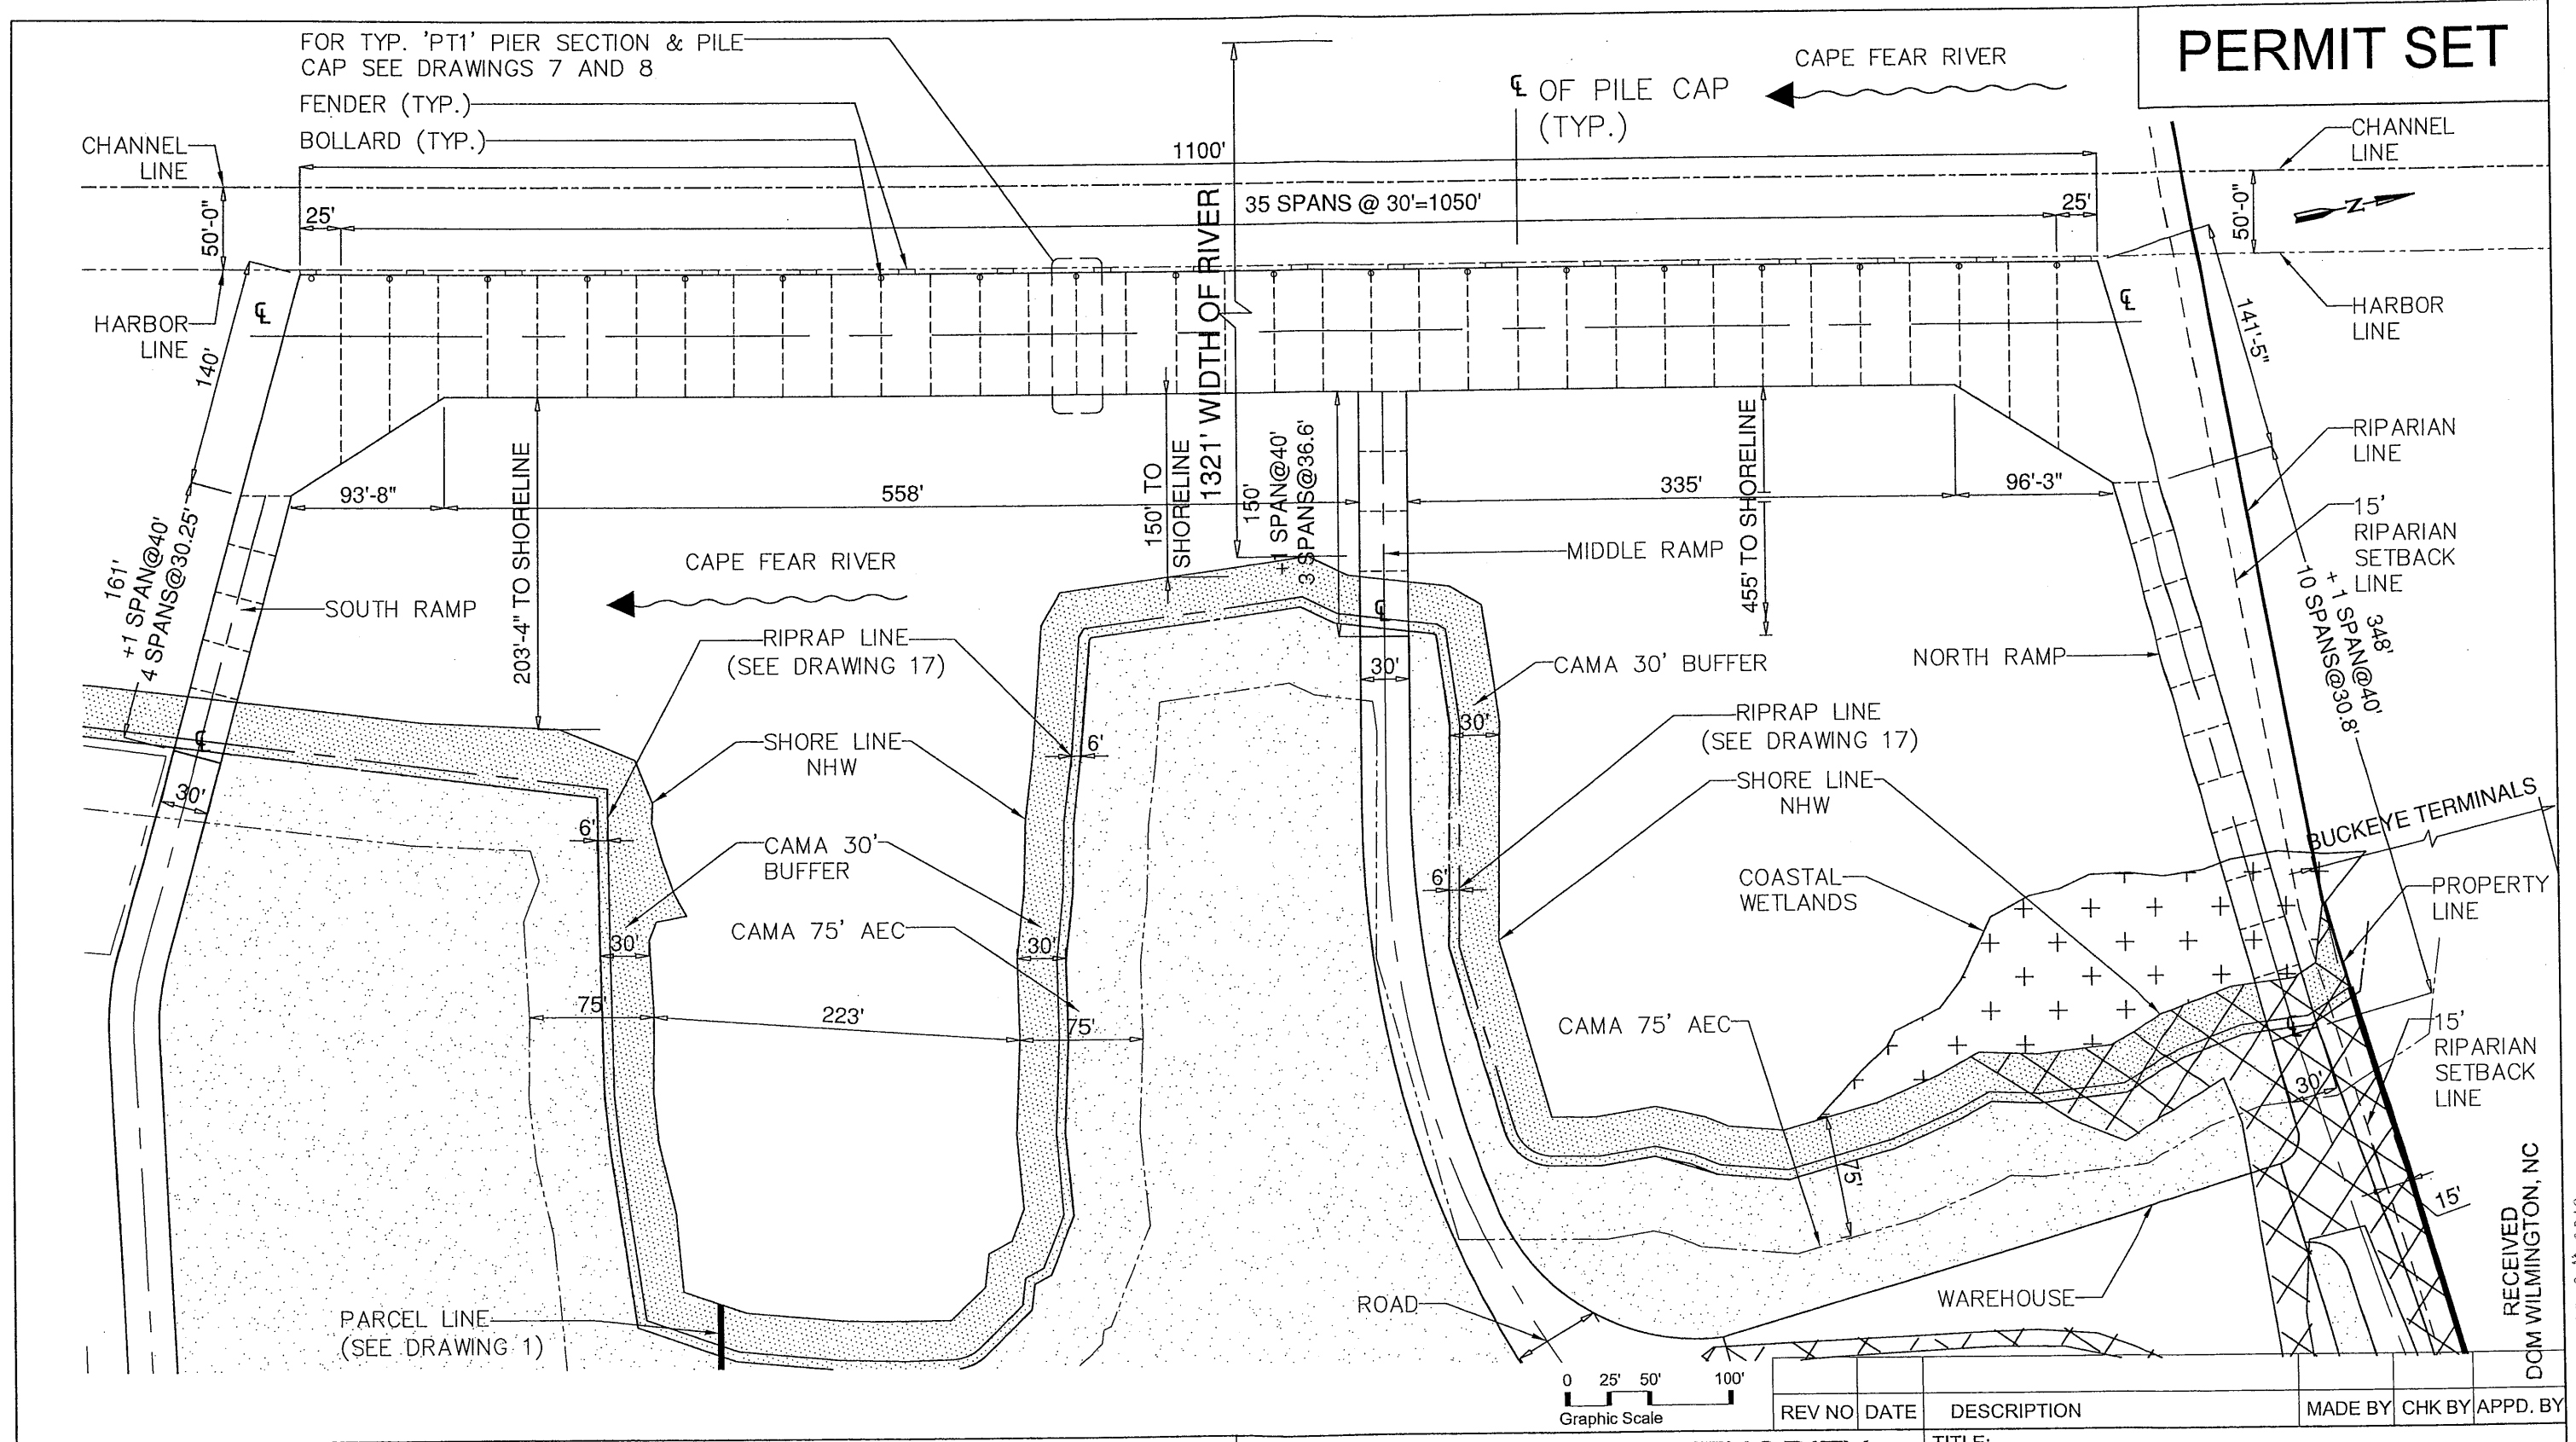 PERMIT SET
FOR TYP. 'PT1' PIER SECTION & PILE
CAP SEE DRAWINGS 7 AND 8
FENDER (TYP.)
BOLLARD (TYP.)
℄ OF PILE CAP
(TYP.)
CAPE FEAR RIVER
CHANNEL
LINE
CHANNEL
LINE
1100'
35 SPANS @ 30'=1050'
25'
25'
50'-0"
50'-0"
N
HARBOR
LINE
HARBOR
LINE
℄
℄
140'
141'-5"
1321' WIDTH OF RIVER
RIPARIAN
LINE
15'
RIPARIAN
SETBACK
LINE
93'-8"
558'
335'
96'-3"
203'-4" TO SHORELINE
150' TO
SHORELINE
150'
+1 SPAN@40'
3 SPANS@36.6'
455' TO SHORELINE
161'
+1 SPAN@40'
4 SPANS@30.25'
348'
+ 1 SPAN@40'
10 SPANS@30.8'
CAPE FEAR RIVER
MIDDLE RAMP
SOUTH RAMP
NORTH RAMP
RIPRAP LINE
(SEE DRAWING 17)
℄
30'
CAMA 30' BUFFER
30'
RIPRAP LINE
(SEE DRAWING 17)
SHORE LINE
NHW
6'
SHORE LINE
NHW
℄
30'
6'
CAMA 30'
BUFFER
6'
COASTAL
WETLANDS
BUCKEYE TERMINALS
PROPERTY
LINE
CAMA 75' AEC
30'
30'
75'
223'
75'
CAMA 75' AEC
℄
15'
RIPARIAN
SETBACK
LINE
30'
75'
15'
PARCEL LINE
(SEE DRAWING 1)
ROAD
WAREHOUSE
RECEIVED
DCM WILMINGTON, NC
0 25' 50' 100'
Graphic Scale
REV NO DATE DESCRIPTION MADE BY CHK BY APPD. BY
TITLE: